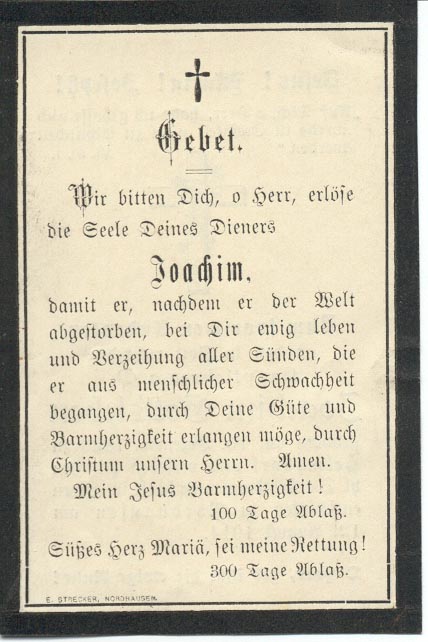 Gebet.
Wir bitten Dich, o Herr, erlöse
die Seele Deines Dieners
Joachim,
damit er, nachdem er der Welt
abgestorben, bei Dir ewig leben
und Verzeihung aller Sünden, die
er aus menschlicher Schwachheit
begangen, durch Deine Güte und
Barmherzigkeit erlangen möge, durch
Christum unsern Herrn. Amen.
Mein Jesus Barmherzigkeit!
100 Tage Ablaß.
Süßes Herz Mariä, sei meine Rettung!
300 Tage Ablaß.
E. STRECKER, NORDHAUSEN.